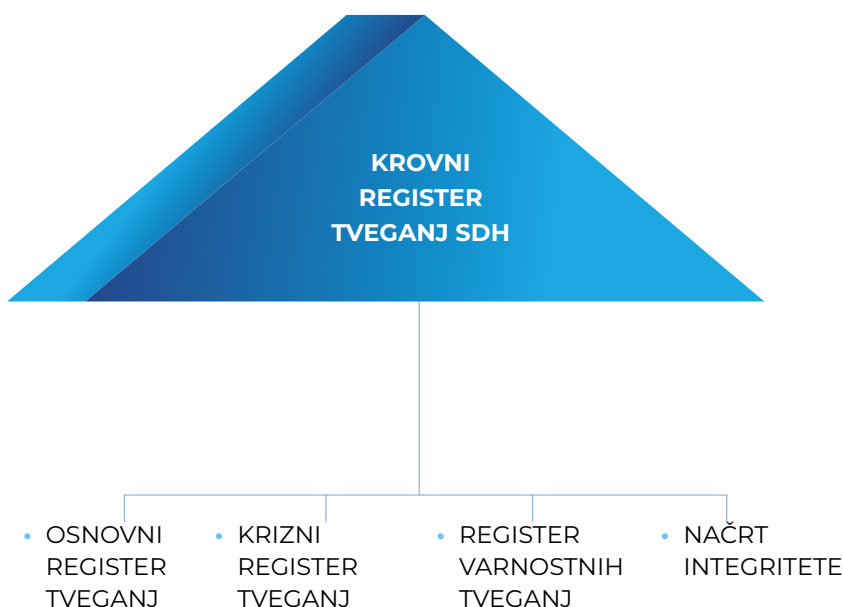 KROVNI
REGISTER
TVEGANJ SDH
• OSNOVNI
REGISTER
TVEGANJ
• KRIZNI
REGISTER
TVEGANJ
• REGISTER
VARNOSTNIH
TVEGANJ
• NAČRT
INTEGRITETE